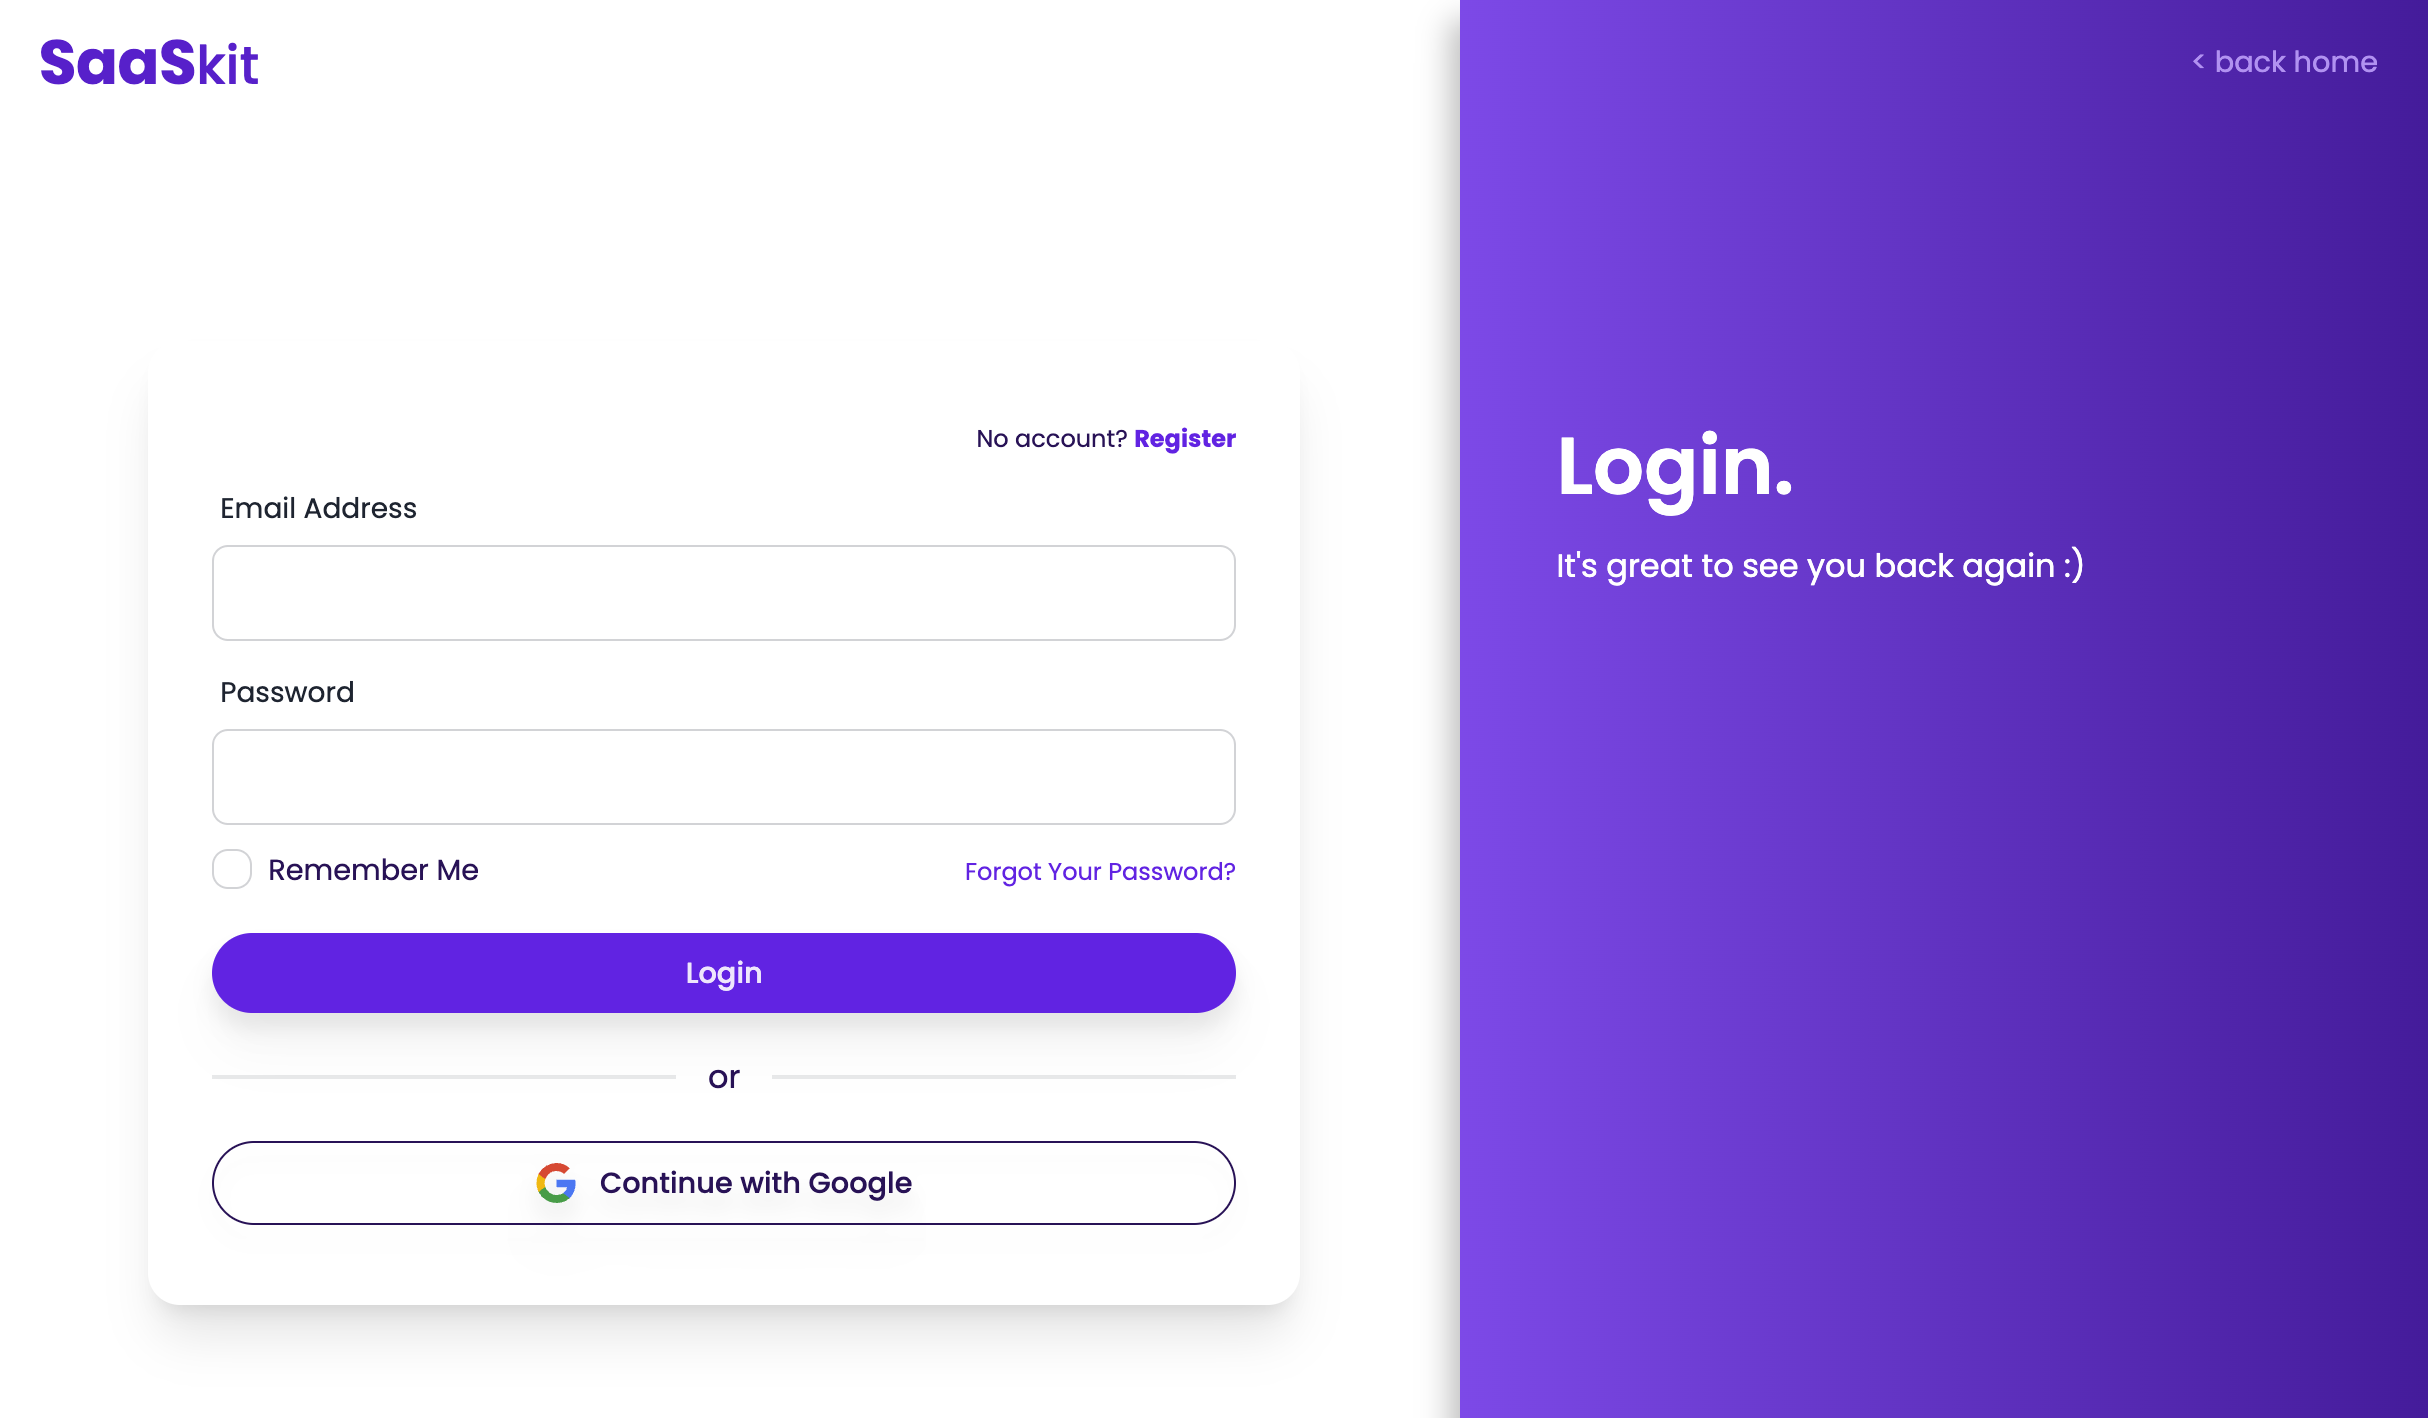 SaaSkit
< back home
No account? Register
Email Address
Password
Remember Me
Forgot Your Password?
Login
or
Continue with Google
Login.
It's great to see you back again :)